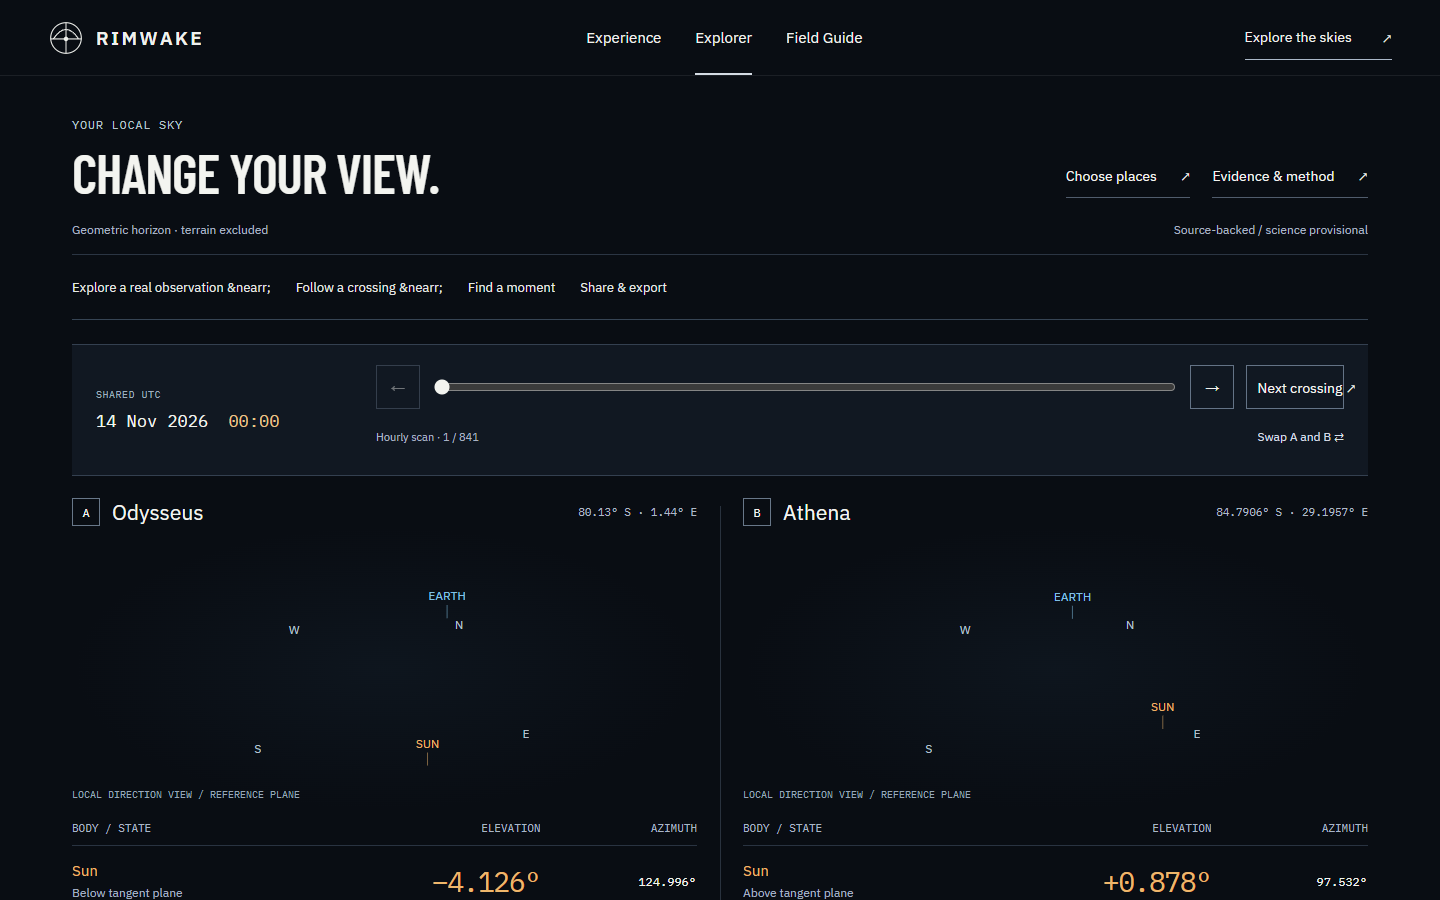 RIMWAKE
Experience
Explorer
Field Guide
Explore the skies ↗
YOUR LOCAL SKY
CHANGE YOUR VIEW.
Choose places ↗
Evidence & method ↗
Geometric horizon · terrain excluded
Source-backed / science provisional
Explore a real observation &nearr;
Follow a crossing &nearr;
Find a moment
Share & export
SHARED UTC
14 Nov 2026 00:00
←
→
Next crossing ↗
Hourly scan · 1 / 841
Swap A and B ⇄
A Odysseus
80.13° S · 1.44° E
EARTH
W
N
E
SUN
S
LOCAL DIRECTION VIEW / REFERENCE PLANE
BODY / STATE ELEVATION AZIMUTH
Sun
Below tangent plane
−4.126°
124.996°
B Athena
84.7906° S · 29.1957° E
EARTH
W
N
SUN
E
S
LOCAL DIRECTION VIEW / REFERENCE PLANE
BODY / STATE ELEVATION AZIMUTH
Sun
Above tangent plane
+0.878°
97.532°